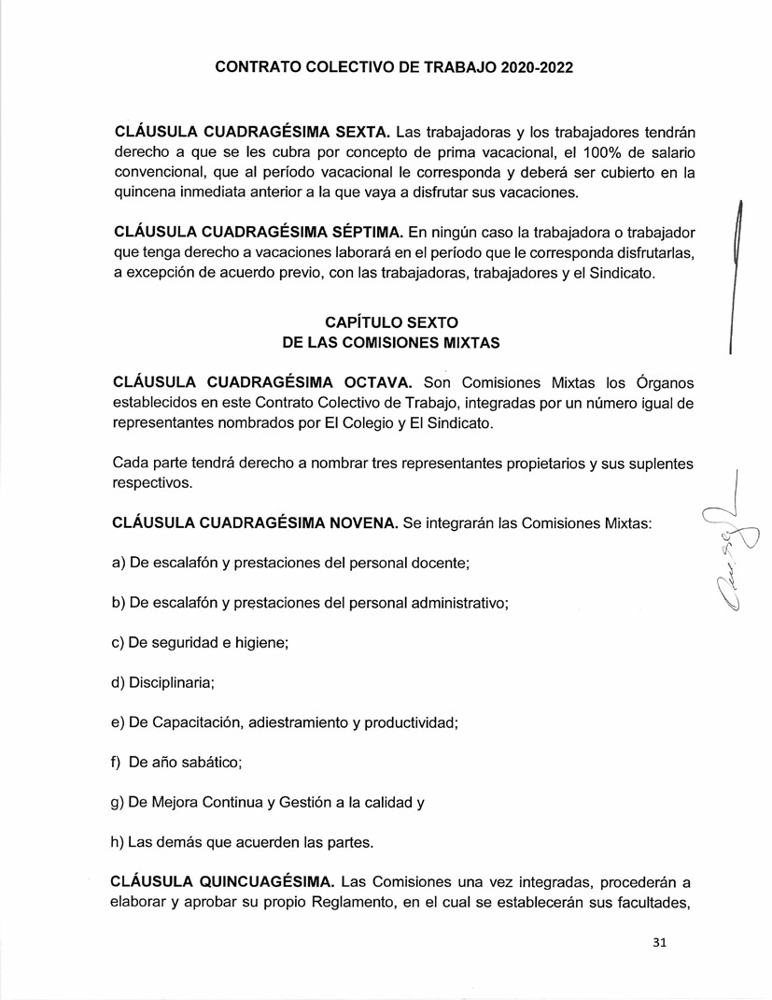 CONTRATO COLECTIVO DE TRABAJO 2020-2022
CLÁUSULA CUADRAGÉSIMA SEXTA. Las trabajadoras y los trabajadores tendrán
derecho a que se les cubra por concepto de prima vacacional, el 100% de salario
convencional, que al período vacacional le corresponda y deberá ser cubierto en la
quincena inmediata anterior a la que vaya a disfrutar sus vacaciones.
CLÁUSULA CUADRAGÉSIMA SÉPTIMA. En ningún caso la trabajadora o trabajador
que tenga derecho a vacaciones laborará en el período que le corresponda disfrutarlas,
a excepción de acuerdo previo, con las trabajadoras, trabajadores y el Sindicato.
CAPÍTULO SEXTO
DE LAS COMISIONES MIXTAS
CLÁUSULA CUADRAGÉSIMA OCTAVA. Son Comisiones Mixtas los Órganos
establecidos en este Contrato Colectivo de Trabajo, integradas por un número igual de
representantes nombrados por El Colegio y El Sindicato.
Cada parte tendrá derecho a nombrar tres representantes propietarios y sus suplentes
respectivos.
CLÁUSULA CUADRAGÉSIMA NOVENA. Se integrarán las Comisiones Mixtas:
a) De escalafón y prestaciones del personal docente;
b) De escalafón y prestaciones del personal administrativo;
c) De seguridad e higiene;
d) Disciplinaria;
e) De Capacitación, adiestramiento y productividad;
f) De año sabático;
g) De Mejora Continua y Gestión a la calidad y
h) Las demás que acuerden las partes.
CLÁUSULA QUINCUAGÉSIMA. Las Comisiones una vez integradas, procederán a
elaborar y aprobar su propio Reglamento, en el cual se establecerán sus facultades,
31